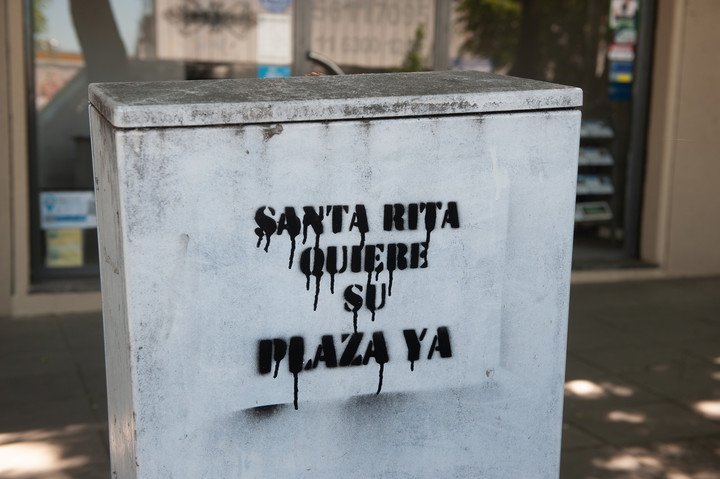 SANTA RITA
QUIERE
SU
PLAZA YA